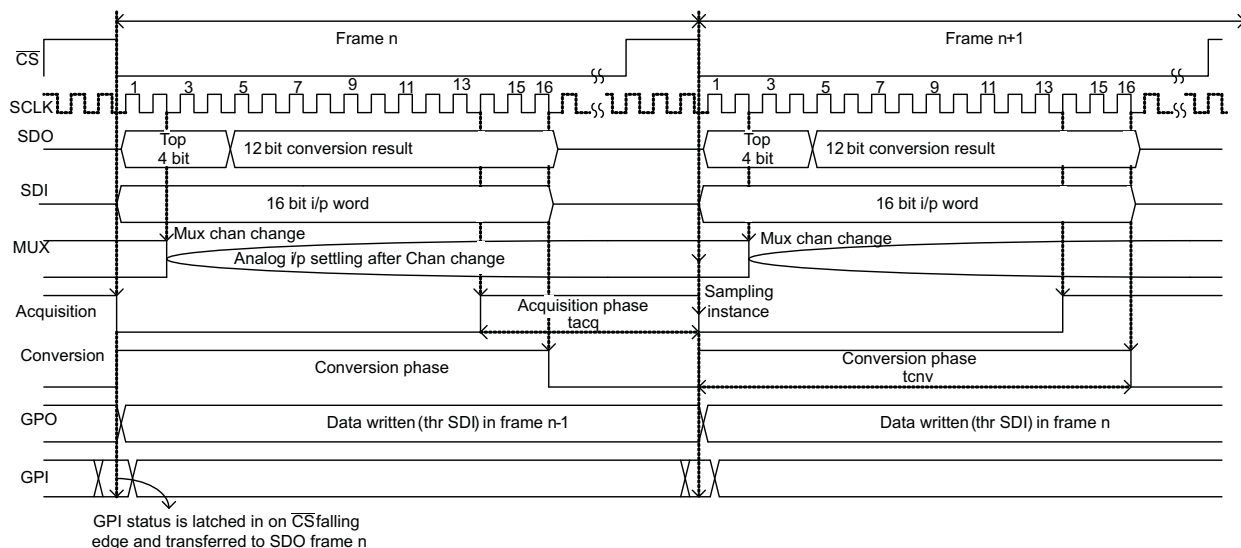 Frame n Frame n+1
CS
1 3 5 7 9 11 13 15 16 1 3 5 7 9 11 13 15 16
SCLK
SDO
Top
4 bit
12 bit conversion result
Top
4 bit
12 bit conversion result
SDI
16 bit i/p word 16 bit i/p word
MUX
Mux chan change Mux chan change
Analog i/p settling after Chan change
Acquisition
Acquisition phase
tacq
Sampling
instance
Conversion
Conversion phase
Conversion phase
tcnv
GPO
Data written (thr SDI) in frame n-1 Data written (thr SDI) in frame n
GPI
GPI status is latched in on CS falling
edge and transferred to SDO frame n